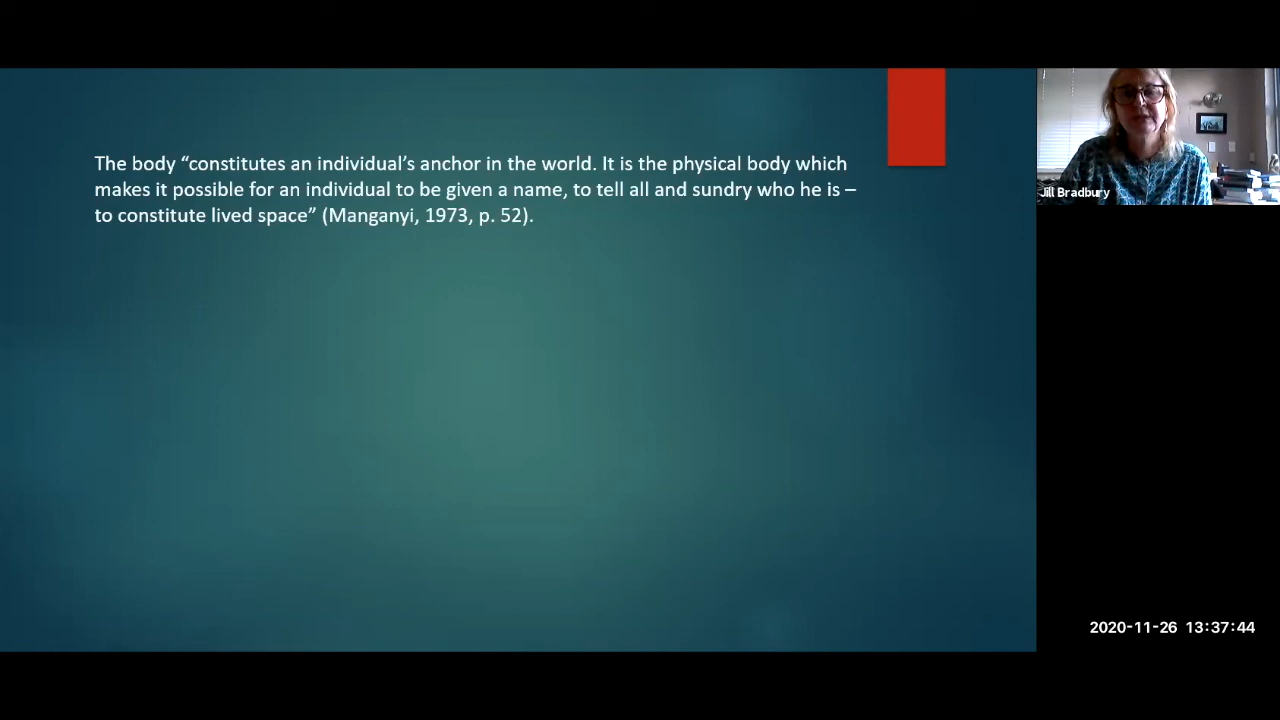 The body “constitutes an individual’s anchor in the world. It is the physical body which
makes it possible for an individual to be given a name, to tell all and sundry who he is –
to constitute lived space” (Manganyi, 1973, p. 52).
Jill Bradbury
2020-11-26 13:37:44